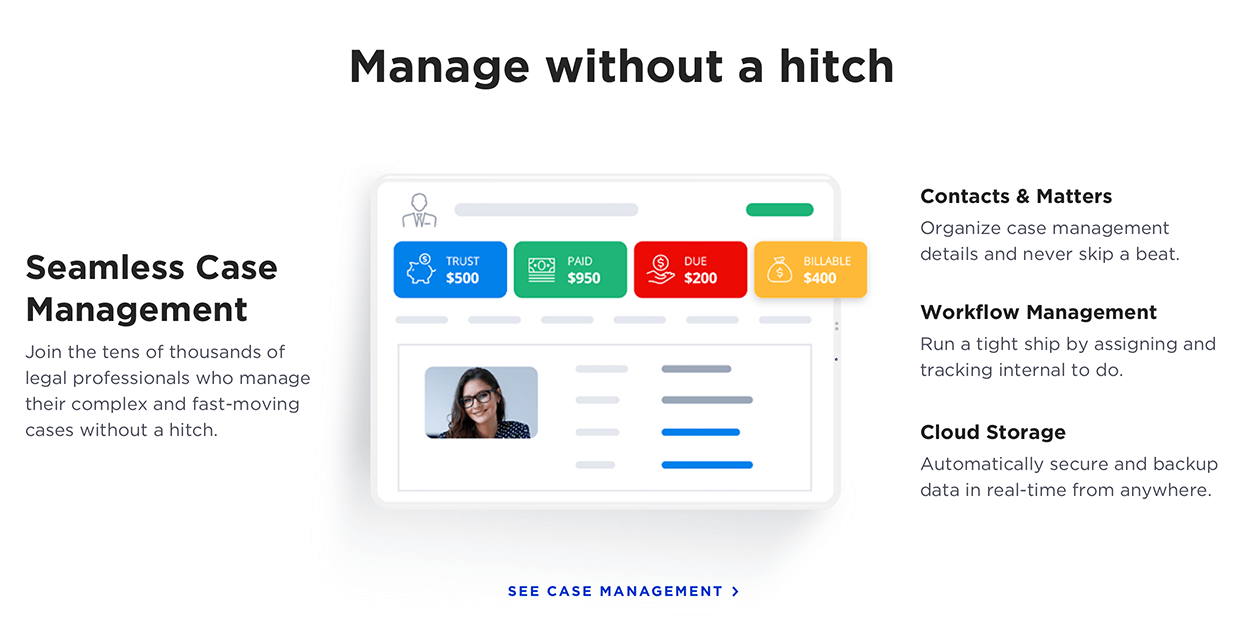 Manage without a hitch
Seamless Case
Management
Join the tens of thousands of
legal professionals who manage
their complex and fast-moving
cases without a hitch.
TRUST
$500
PAID
$950
DUE
$200
BILLABLE
$400
Contacts & Matters
Organize case management
details and never skip a beat.
Workflow Management
Run a tight ship by assigning and
tracking internal to do.
Cloud Storage
Automatically secure and backup
data in real-time from anywhere.
SEE CASE MANAGEMENT >